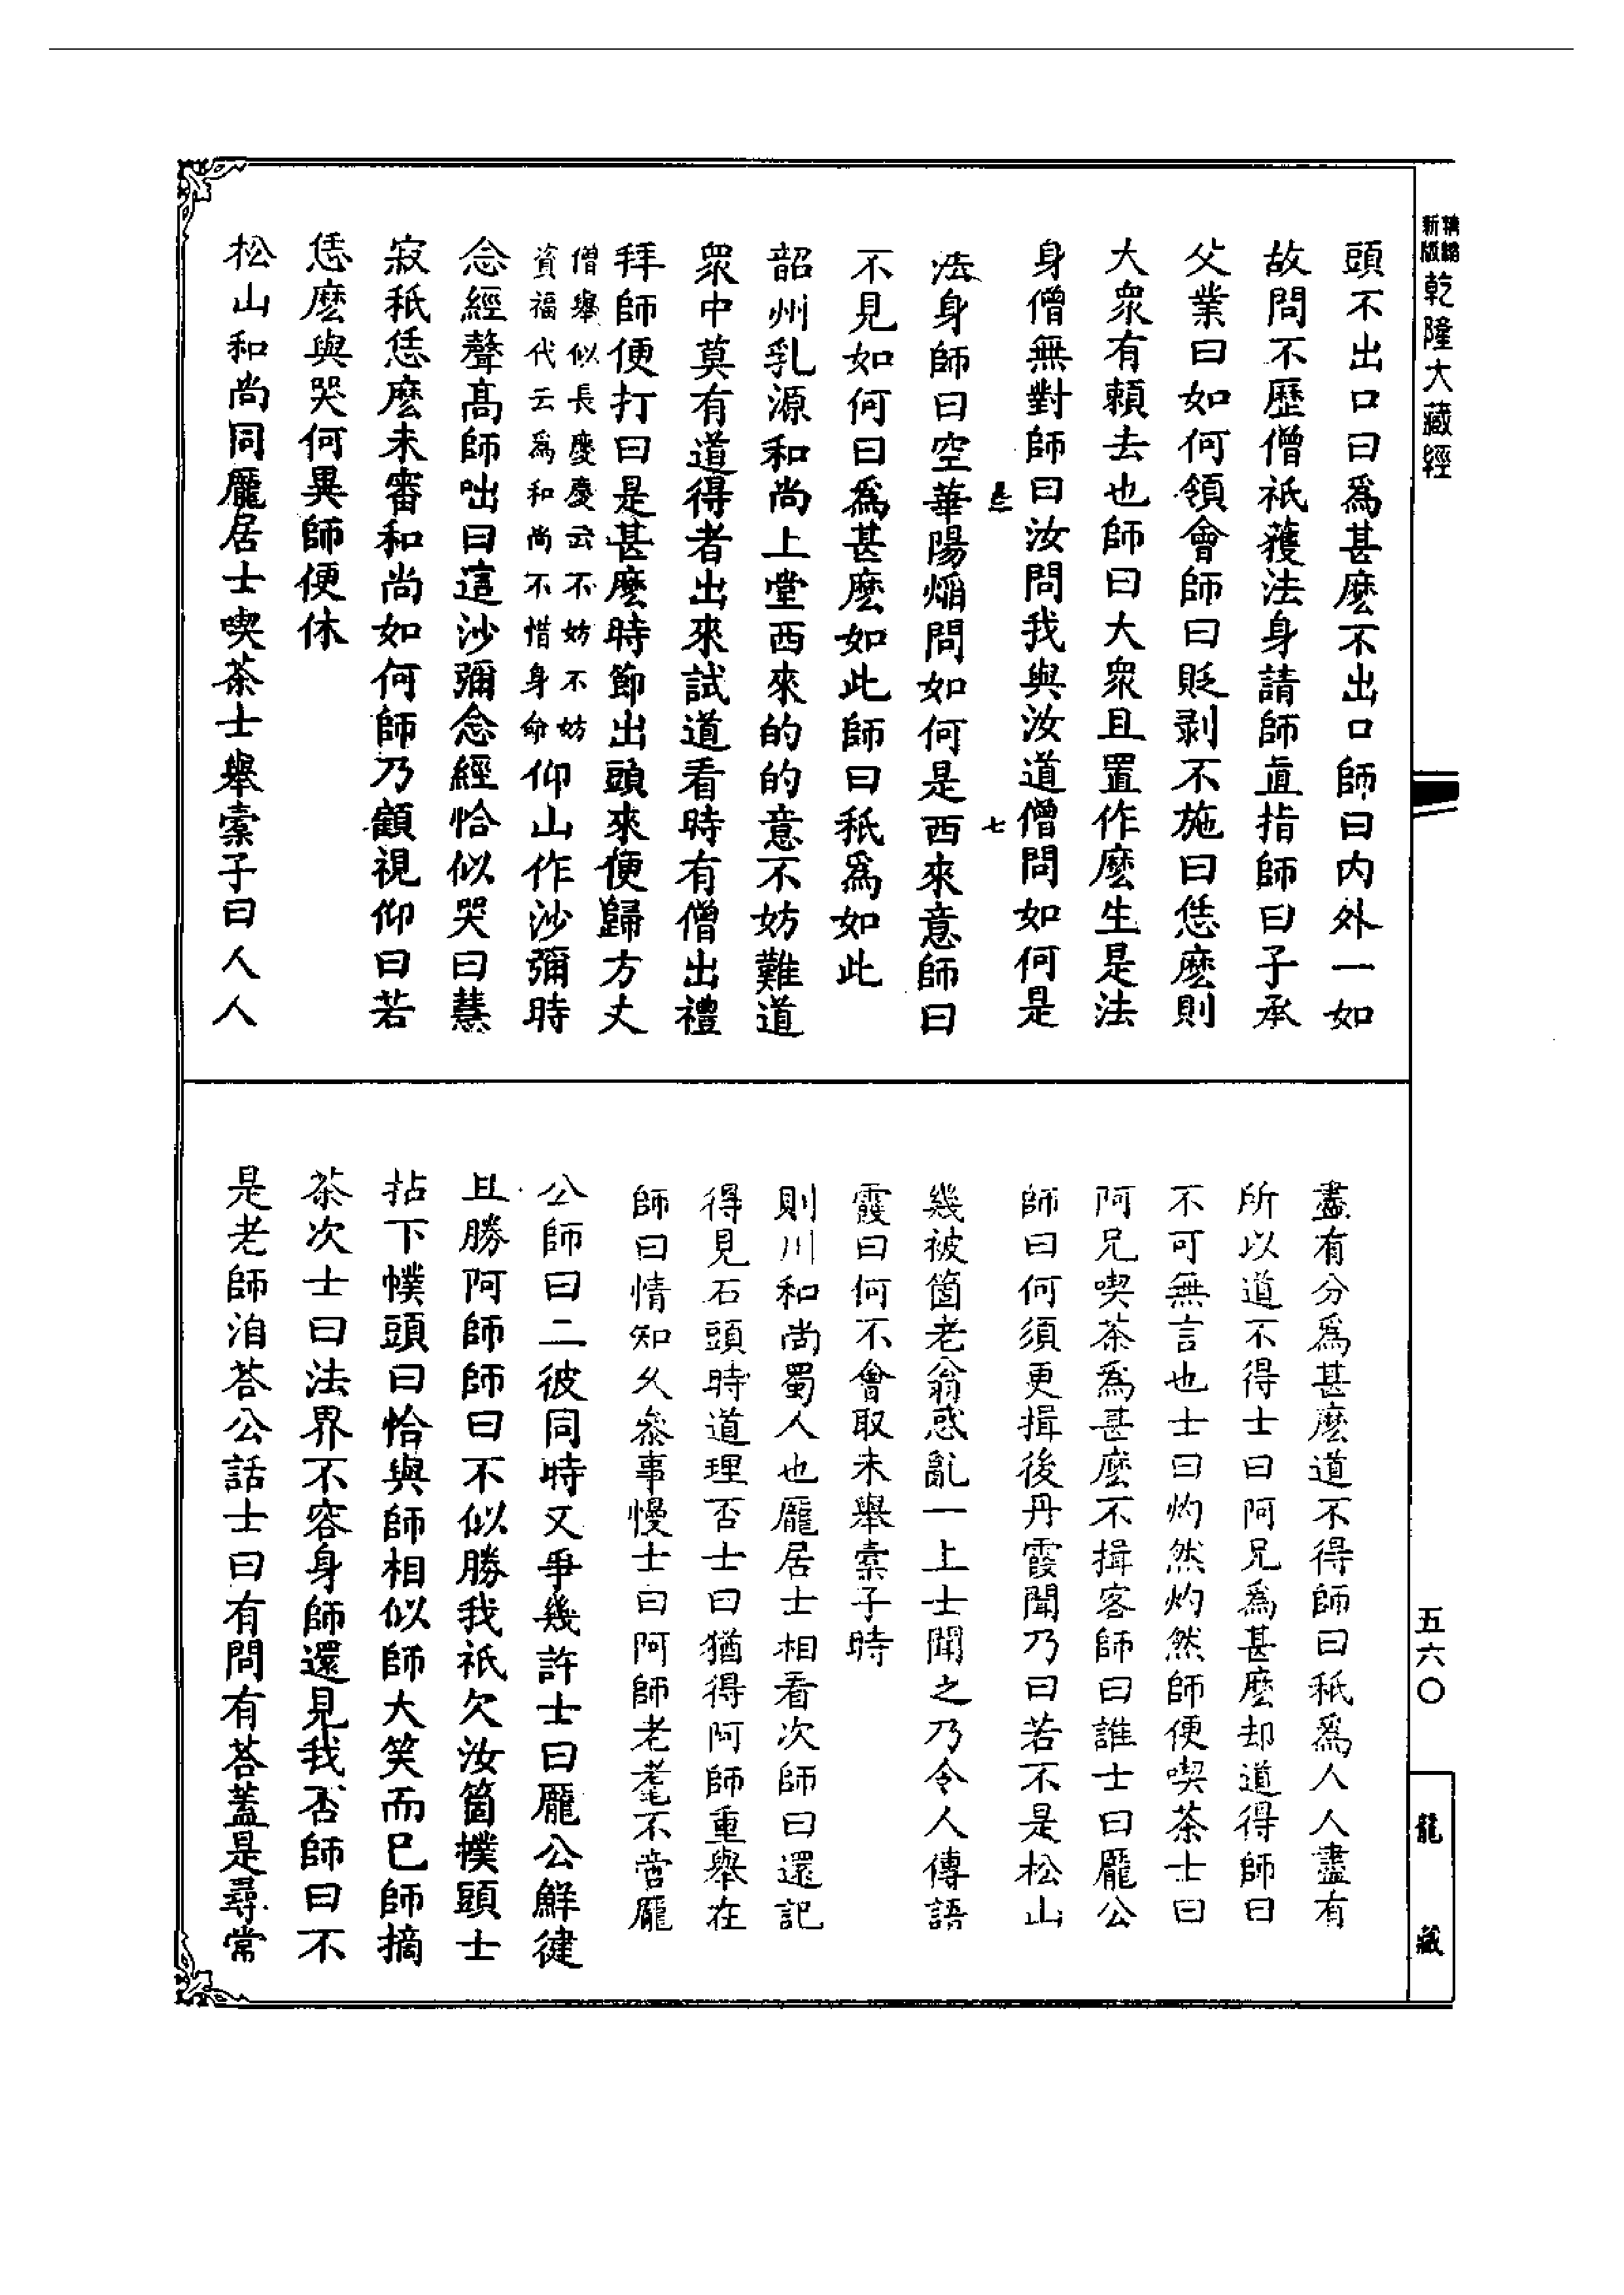 新版
乾隆大藏經
頭不出口曰爲甚麽不出口師曰内外一如
故問不歷僧祇獲法身請師直指師曰子承
父業曰如何領會師曰貶剥不施曰恁麽則
大衆有賴去也師曰大衆且置作麽生是法
身僧無對師曰汝問我與汝道僧問如何是
七
法身師曰空華陽燄問如何是西來意師曰
不見如何曰爲甚麽如此師曰秖爲如此
韶州乳源和尚上堂西來的的意不妨難道
衆中莫有道得者出來試道看時有僧出禮
拜師便打曰是甚麽時節出頭來便歸方丈
僧舉似長慶慶云不妨不妨
資福代云爲和尚不惜身命
仰山作沙彌時
念經聲高師咄曰這沙彌念經恰似哭曰慧
寂秖恁麽未審和尚如何師乃顧視仰曰若
恁麽與哭何異師便休
松山和尚同龐居士喫茶士舉橐子曰人人
盡有分爲甚麽道不得師曰秖爲人人盡有
所以道不得士曰阿兄爲甚麽却道得師曰
不可無言也士曰灼然灼然師便喫茶士曰
阿兄喫茶爲甚麽不揖客師曰誰士曰龐公
師曰何須更揖後丹霞聞乃曰若不是松山
幾被箇老翁惑亂一上士聞之乃令人傳語
霞曰何不會取未舉橐子時
則川和尚蜀人也龐居士相看次師曰還記
得見石頭時道理否士曰猶得阿師重舉在
師曰情知久參事慢士曰阿師老耄不啻龐
公師曰二彼同時又爭幾許士曰龐公鮮健
且勝阿師師曰不似勝我祇欠汝箇撲頭士
拈下幞頭曰恰與師相似師大笑而已師摘
茶次士曰法界不容身師還見我否師曰不
是老師洎荅公話士曰有問有荅蓋是尋常
五六〇
龍藏